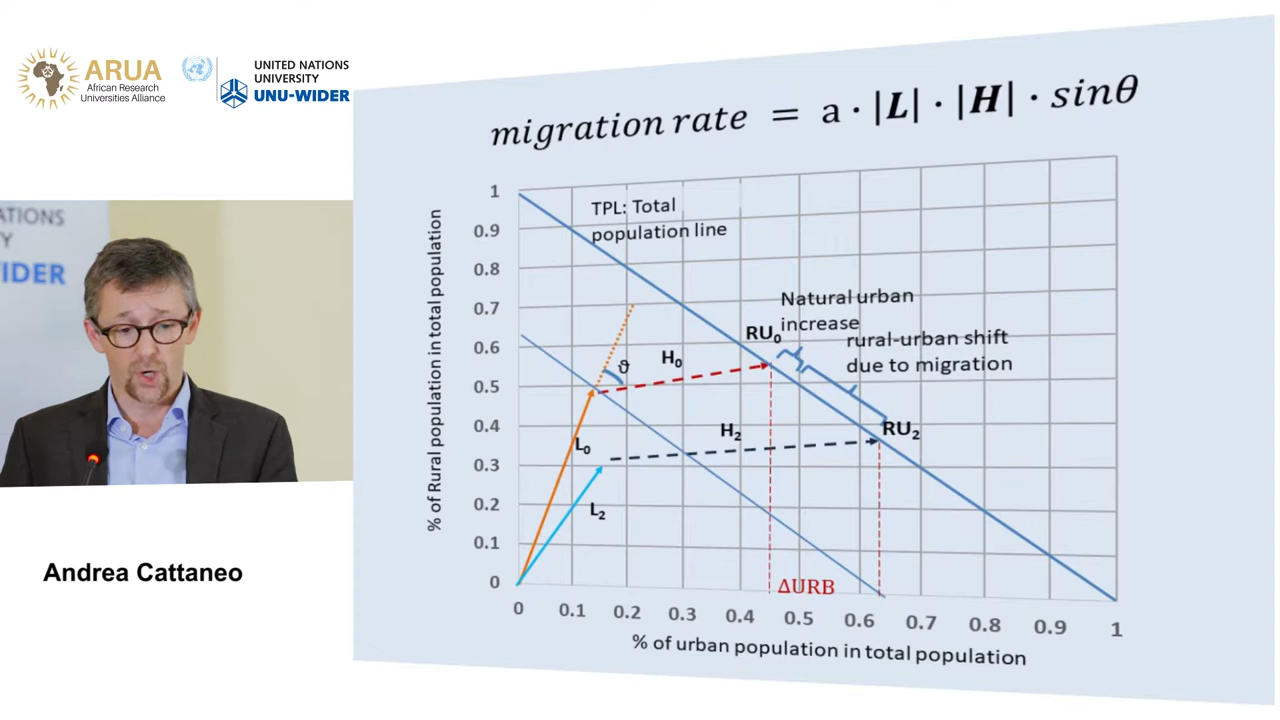 ARUA
African Research
Universities Alliance
UNITED NATIONS
UNIVERSITY
UNU-WIDER
ATIONS
Y
IDER
Andrea Cattaneo
migration rate = a · |L| · |H| · sinθ
TPL: Total
population line
Natural urban
increase
rural-urban shift
due to migration
RU₀
H₀
ϑ
L₀
H₂
RU₂
L₂
ΔURB
% of Rural population in total population
1
0.9
0.8
0.7
0.6
0.5
0.4
0.3
0.2
0.1
0
0 0.1 0.2 0.3 0.4 0.5 0.6 0.7 0.8 0.9 1
% of urban population in total population